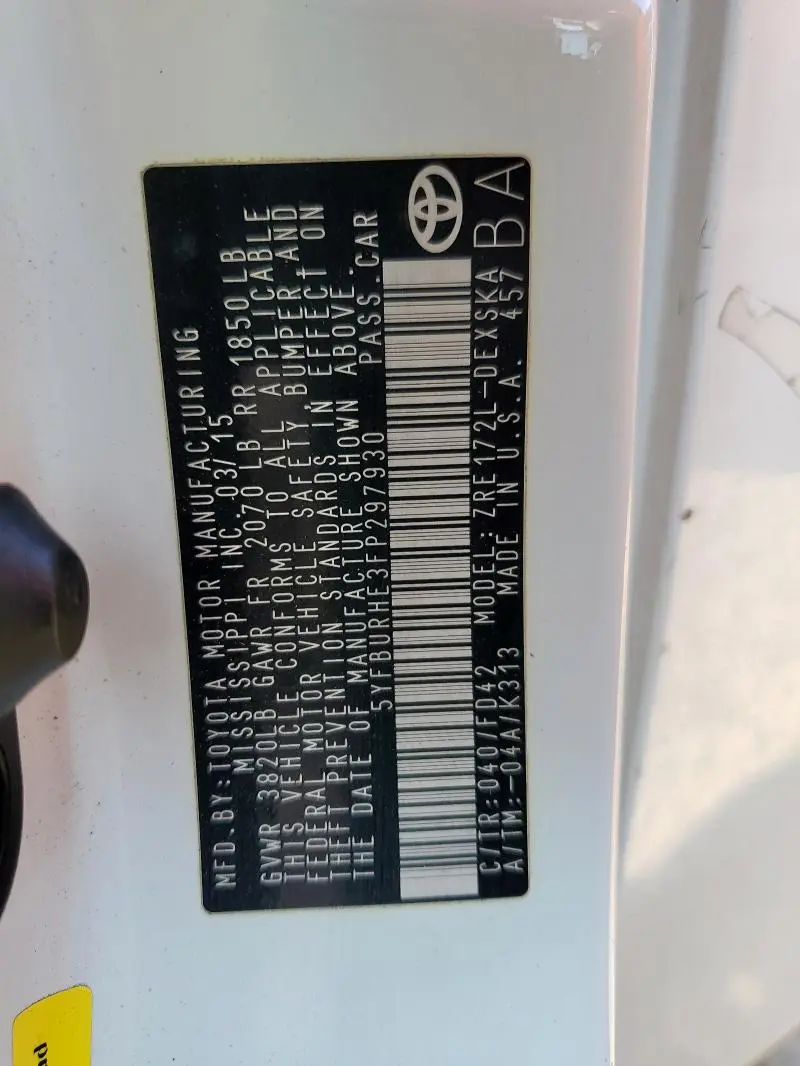 MFD.BY:TOYOTA MOTOR MANUFACTURING
MISSISSIPPI INC. 03/15
GVWR 3820LB GAWR FR 2070LB RR 1850LB
THIS VEHICLE CONFORMS TO ALL APPLICABLE
FEDERAL MOTOR VEHICLE SAFETY, BUMPER, AND
THEFT PREVENTION STANDARDS IN EFFECT ON
THE DATE OF MANUFACTURE SHOWN ABOVE.
5YFBURHE3FP297930 PASS.CAR
C/TR:040/FD42 MODEL:ZRE172L-DEXSKA
A/TM:-04A/K313 MADE IN U.S.A. 457
BA